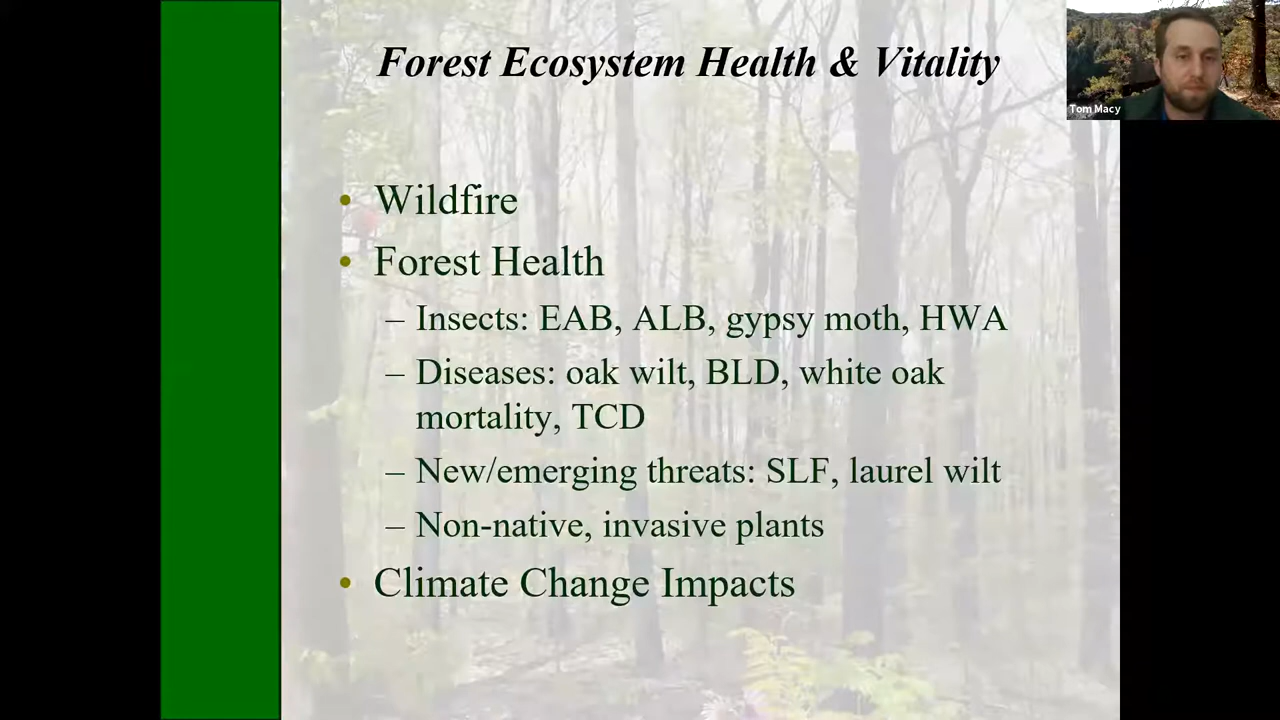 Forest Ecosystem Health & Vitality
Tom Macy
• Wildfire
• Forest Health
– Insects: EAB, ALB, gypsy moth, HWA
– Diseases: oak wilt, BLD, white oak
mortality, TCD
– New/emerging threats: SLF, laurel wilt
– Non-native, invasive plants
• Climate Change Impacts